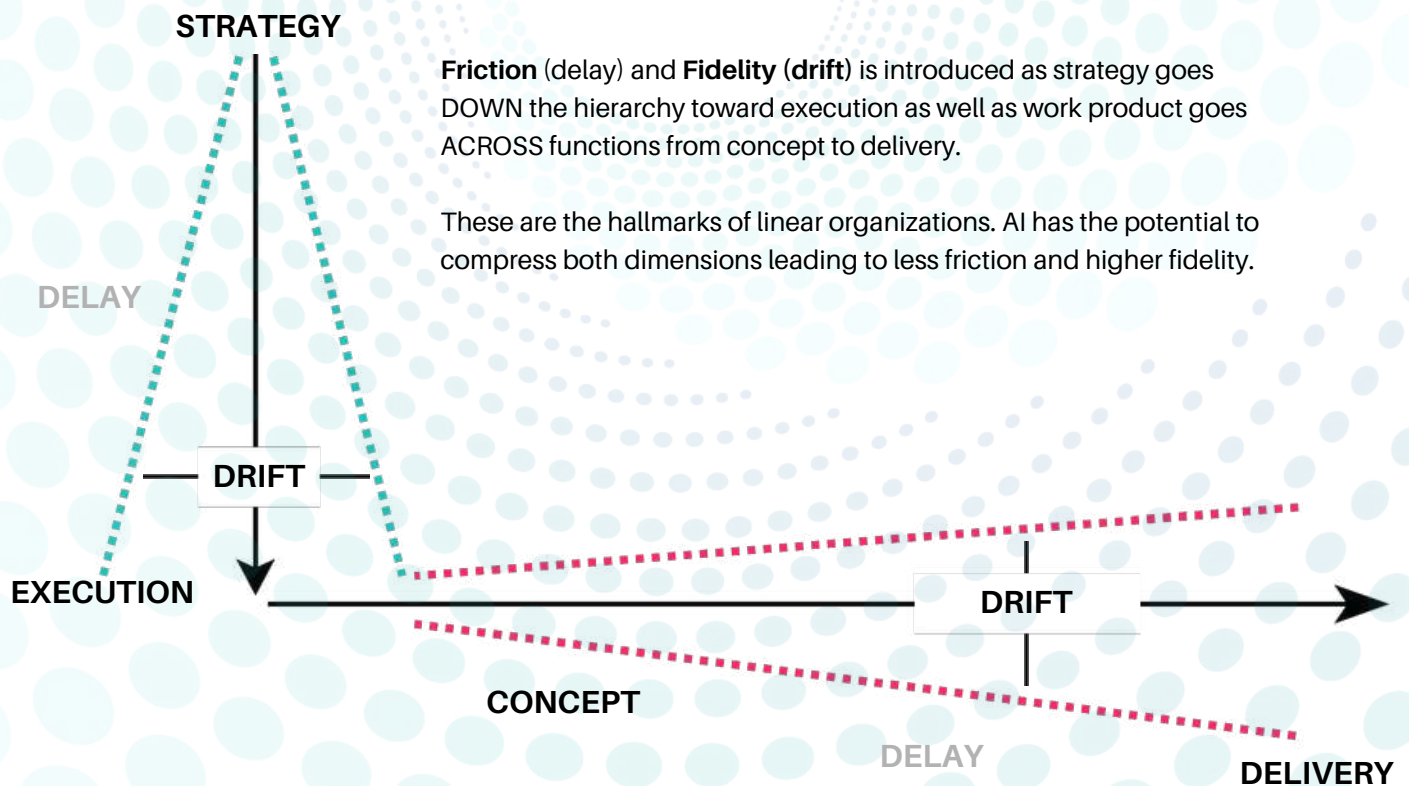 STRATEGY
Friction (delay) and Fidelity (drift) is introduced as strategy goes
DOWN the hierarchy toward execution as well as work product goes
ACROSS functions from concept to delivery.
These are the hallmarks of linear organizations. AI has the potential to
compress both dimensions leading to less friction and higher fidelity.
DELAY
DRIFT
EXECUTION
DRIFT
CONCEPT
DELAY
DELIVERY